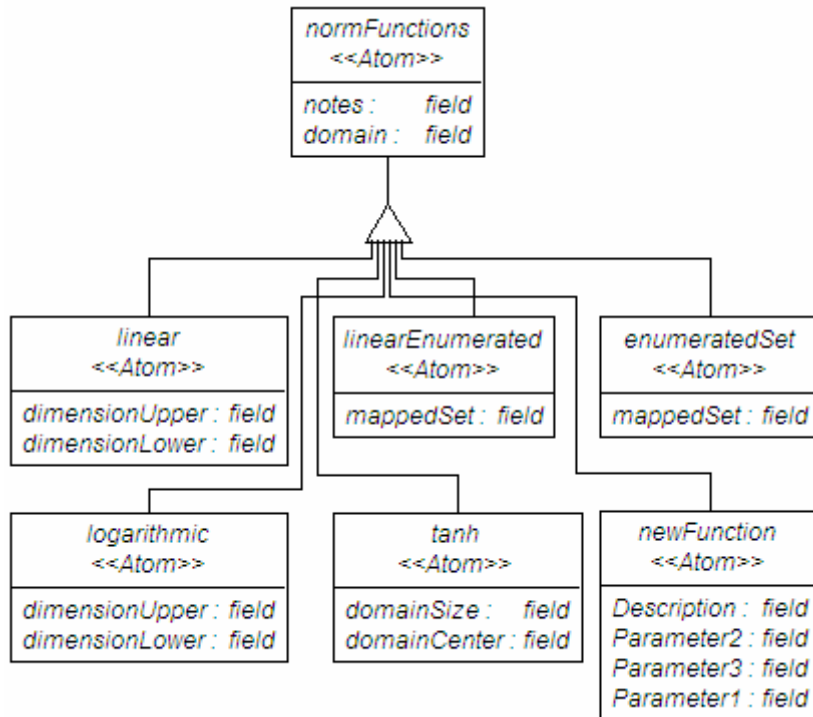 normFunctions
<<Atom>>
notes : field
domain : field
linear
<<Atom>>
dimensionUpper : field
dimensionLower : field
linearEnumerated
<<Atom>>
mappedSet : field
enumeratedSet
<<Atom>>
mappedSet : field
logarithmic
<<Atom>>
dimensionUpper : field
dimensionLower : field
tanh
<<Atom>>
domainSize : field
domainCenter : field
newFunction
<<Atom>>
Description : field
Parameter2 : field
Parameter3 : field
Parameter1 : field